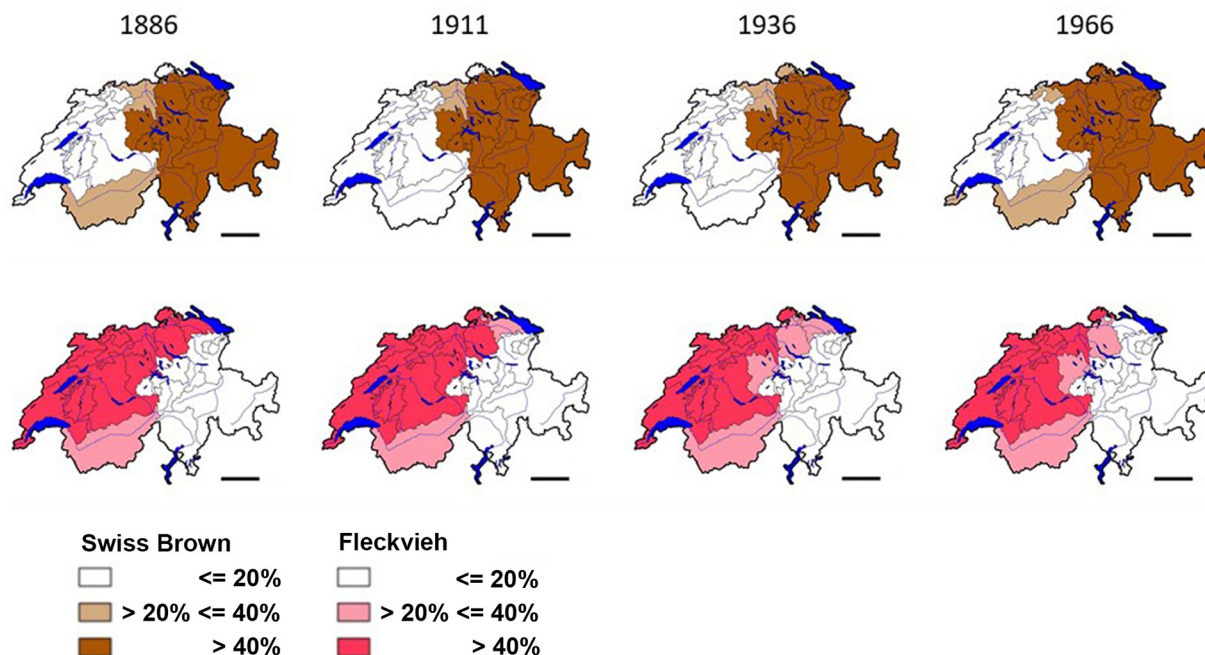 1886 1911 1936 1966
Swiss Brown Fleckvieh
<= 20% <= 20%
> 20% <= 40% > 20% <= 40%
> 40% > 40%